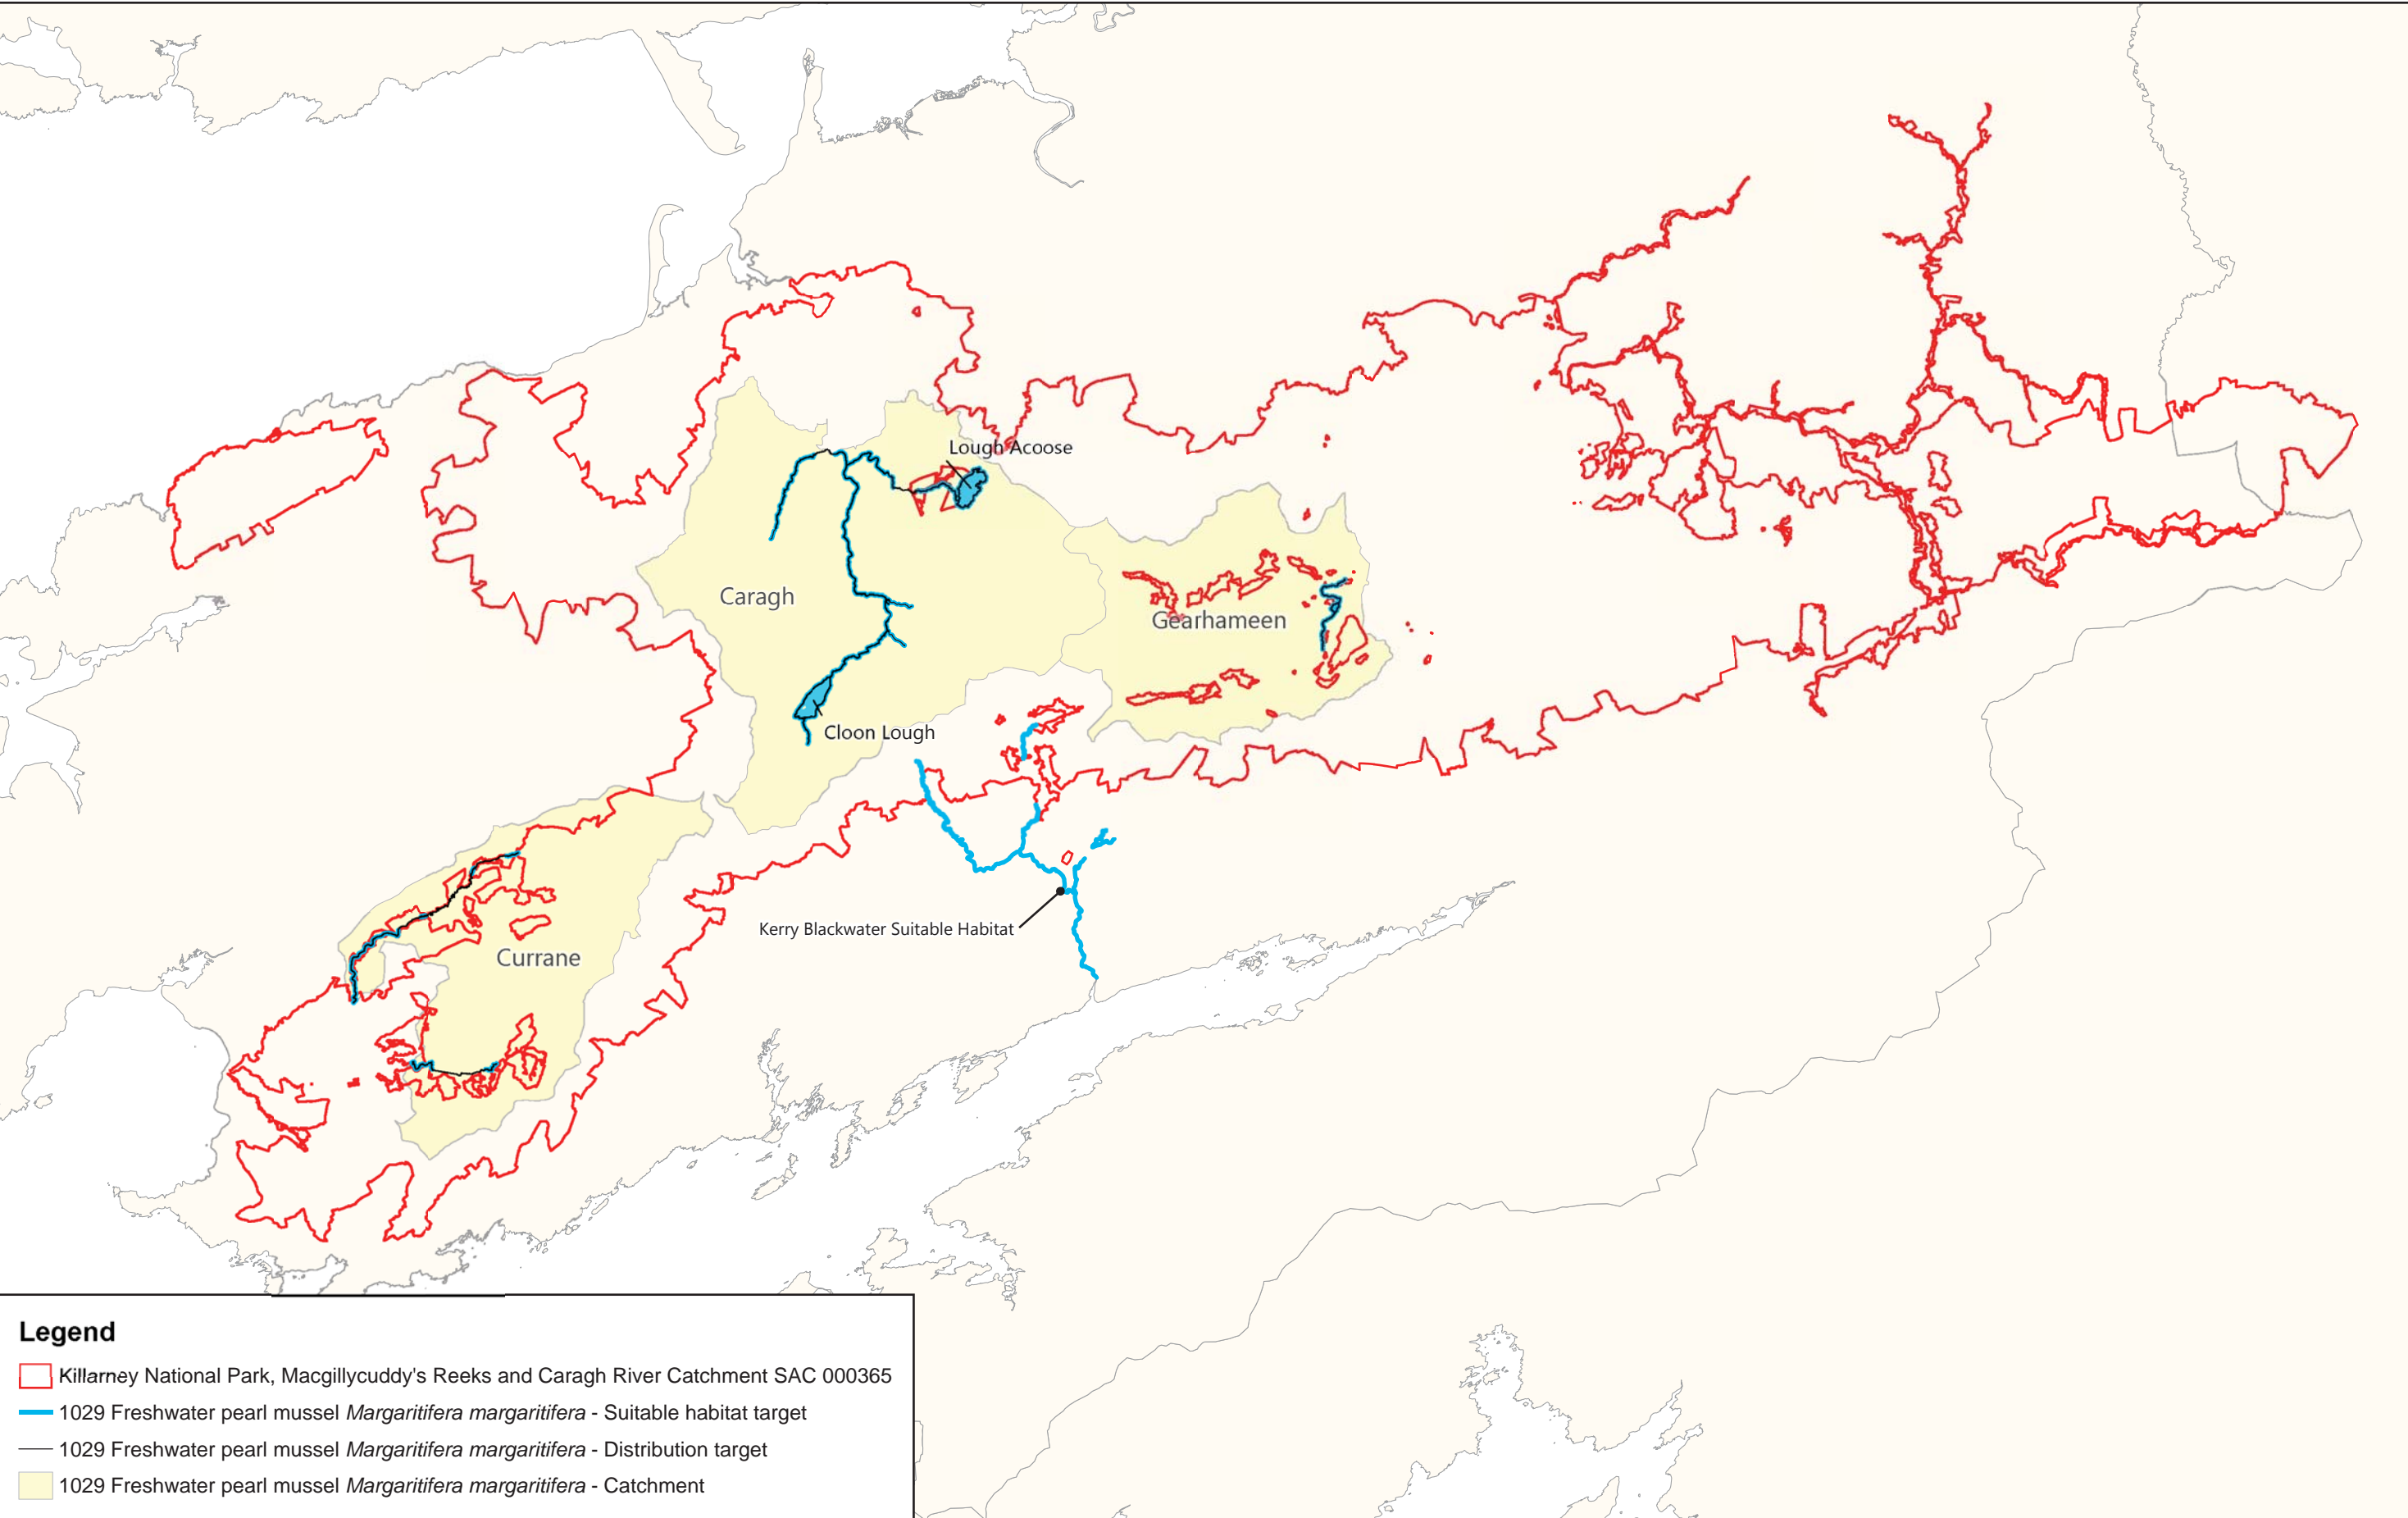 Lough Acoose
Caragh
Gearhameen
Cloon Lough
Kerry Blackwater Suitable Habitat
Currane
Legend
Killarney National Park, Macgillycuddy's Reeks and Caragh River Catchment SAC 000365
1029 Freshwater pearl mussel Margaritifera margaritifera - Suitable habitat target
1029 Freshwater pearl mussel Margaritifera margaritifera - Distribution target
1029 Freshwater pearl mussel Margaritifera margaritifera - Catchment